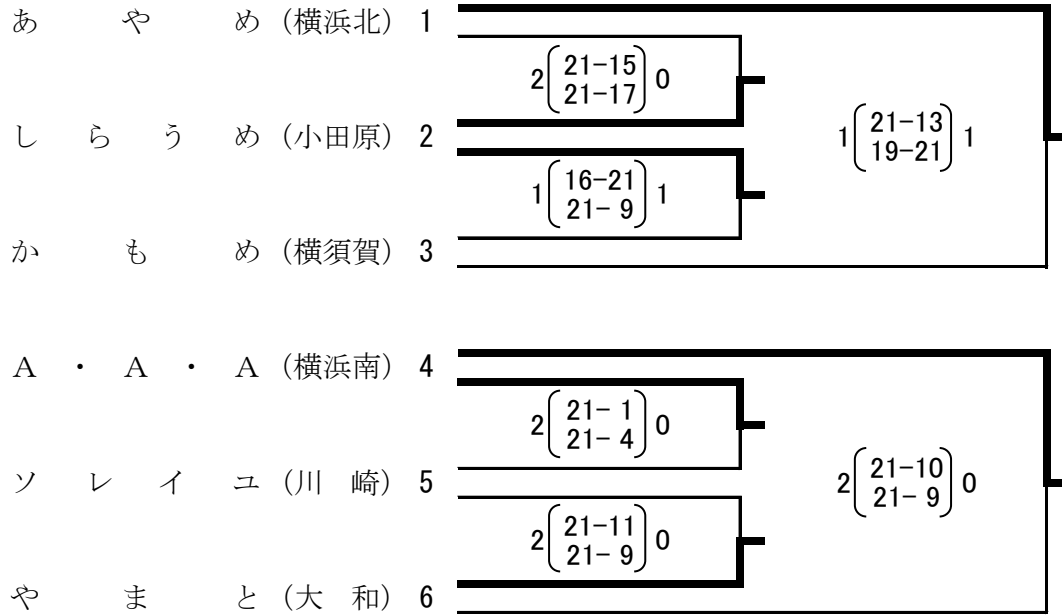 あやめ（横浜北） 1
2 21-15 0
21-17
しらうめ（小田原） 2
1 21-13 1
19-21
1 16-21 1
21- 9
かもめ（横須賀） 3
A・A・A（横浜南） 4
2 21- 1 0
21- 4
ソレイユ（川　崎） 5
2 21-10 0
21- 9
2 21-11 0
21- 9
やまと（大　和） 6